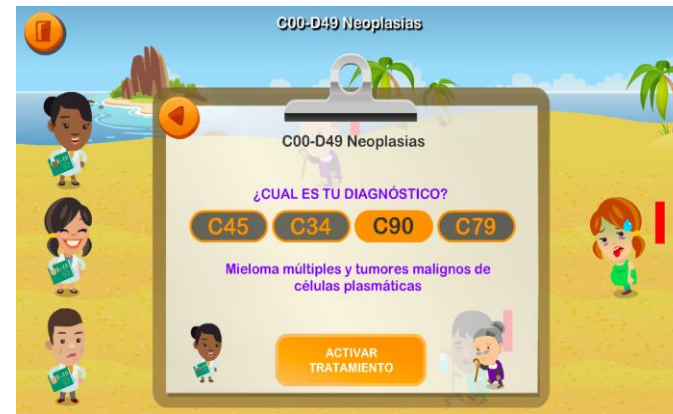 C00-D49 Neoplasias
C00-D49 Neoplasias
¿CUAL ES TU DIAGNÓSTICO?
C45 C34 C90 C79
Mieloma múltiples y tumores malignos de
células plasmáticas
ACTIVAR
TRATAMIENTO